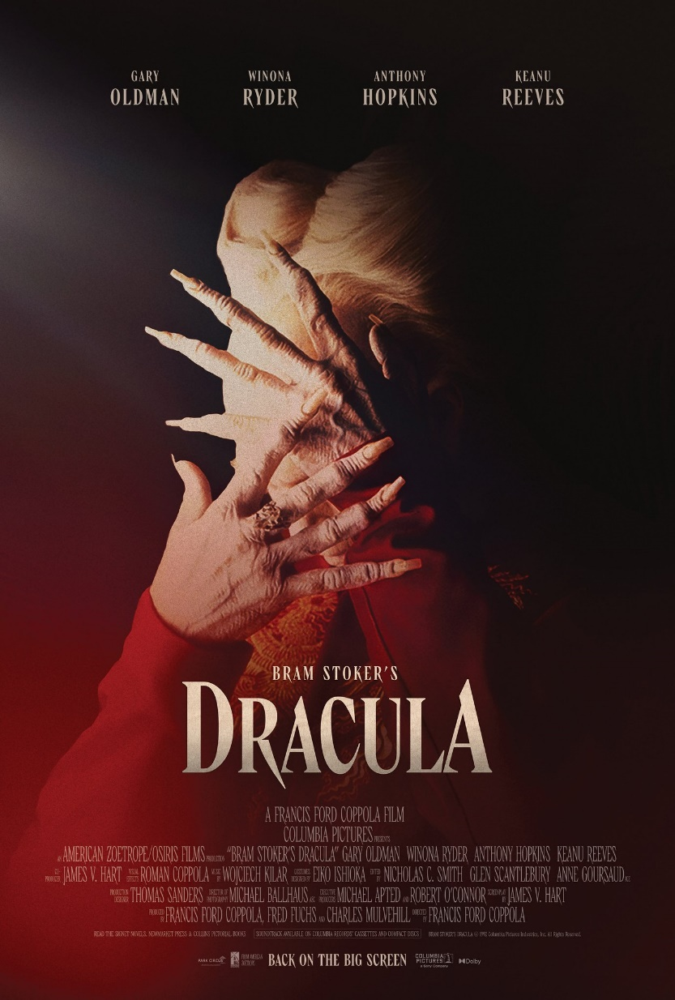 GARY WINONA ANTHONY KEANU
OLDMAN RYDER HOPKINS REEVES
BRAM STOKER'S
DRACULA
A FRANCIS FORD COPPOLA FILM
COLUMBIA PICTURES PRESENTS
AN AMERICAN ZOETROPE/OSIRIS FILMS PRODUCTION "BRAM STOKER'S DRACULA" GARY OLDMAN WINONA RYDER ANTHONY HOPKINS KEANU REEVES
CO-PRODUCER JAMES V. HART VISUAL EFFECTS ROMAN COPPOLA MUSIC BY WOJCIECH KILAR COSTUMES DESIGNED BY EIKO ISHIOKA EDITED BY NICHOLAS C. SMITH GLEN SCANTLEBURY ANNE GOURSAUD A.C.E.
PRODUCTION DESIGNER THOMAS SANDERS DIRECTOR OF PHOTOGRAPHY MICHAEL BALLHAUS ASC EXECUTIVE PRODUCERS MICHAEL APTED AND ROBERT O'CONNOR SCREENPLAY BY JAMES V. HART
PRODUCED BY FRANCIS FORD COPPOLA, FRED FUCHS AND CHARLES MULVEHILL DIRECTED BY FRANCIS FORD COPPOLA
READ THE SIGNET NOVELS, NEWMARKET PRESS & COLLINS PICTORIAL BOOKS SOUNDTRACK AVAILABLE ON COLUMBIA RECORDS' CASSETTES AND COMPACT DISCS BRAM STOKER'S DRACULA © 1992 Columbia Pictures Industries, Inc. All Rights Reserved.
PARK CIRCUS FROM AMERICAN ZOETROPE BACK ON THE BIG SCREEN COLUMBIA PICTURES a Sony Company Dolby